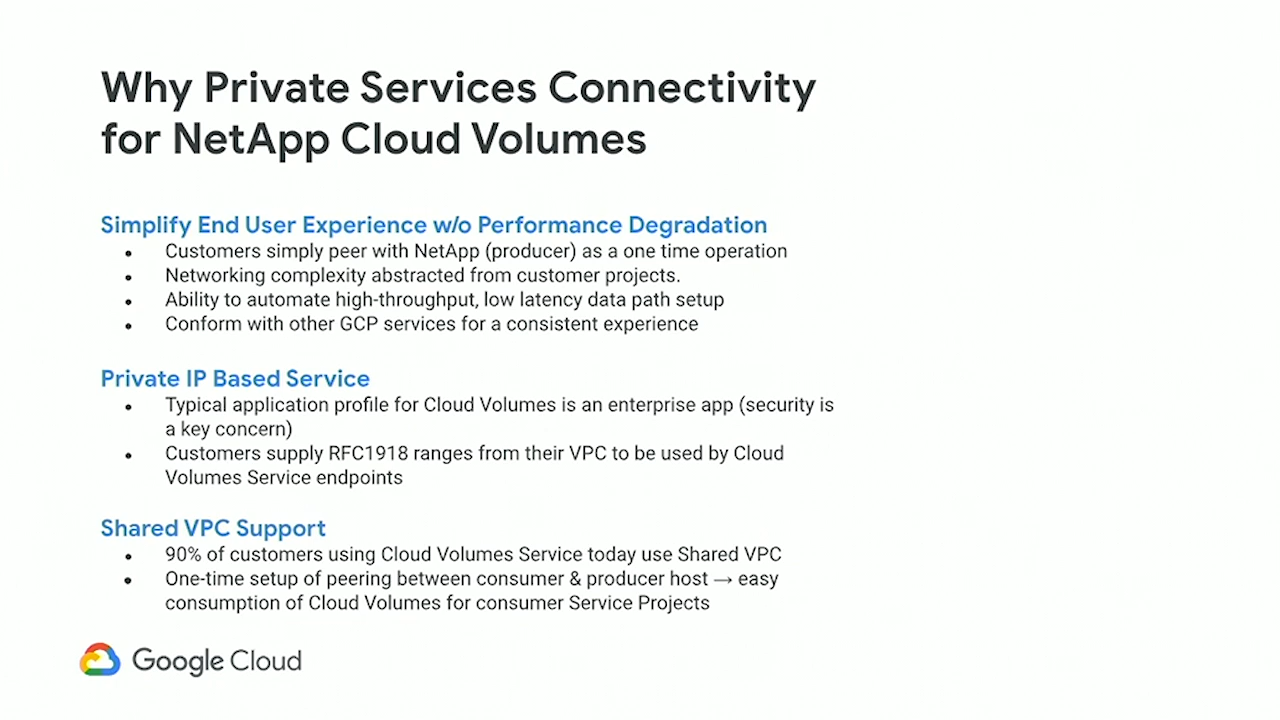 Why Private Services Connectivity
for NetApp Cloud Volumes
Simplify End User Experience w/o Performance Degradation
● Customers simply peer with NetApp (producer) as a one time operation
● Networking complexity abstracted from customer projects.
● Ability to automate high-throughput, low latency data path setup
● Conform with other GCP services for a consistent experience
Private IP Based Service
● Typical application profile for Cloud Volumes is an enterprise app (security is
a key concern)
● Customers supply RFC1918 ranges from their VPC to be used by Cloud
Volumes Service endpoints
Shared VPC Support
● 90% of customers using Cloud Volumes Service today use Shared VPC
● One-time setup of peering between consumer & producer host → easy
consumption of Cloud Volumes for consumer Service Projects
Google Cloud